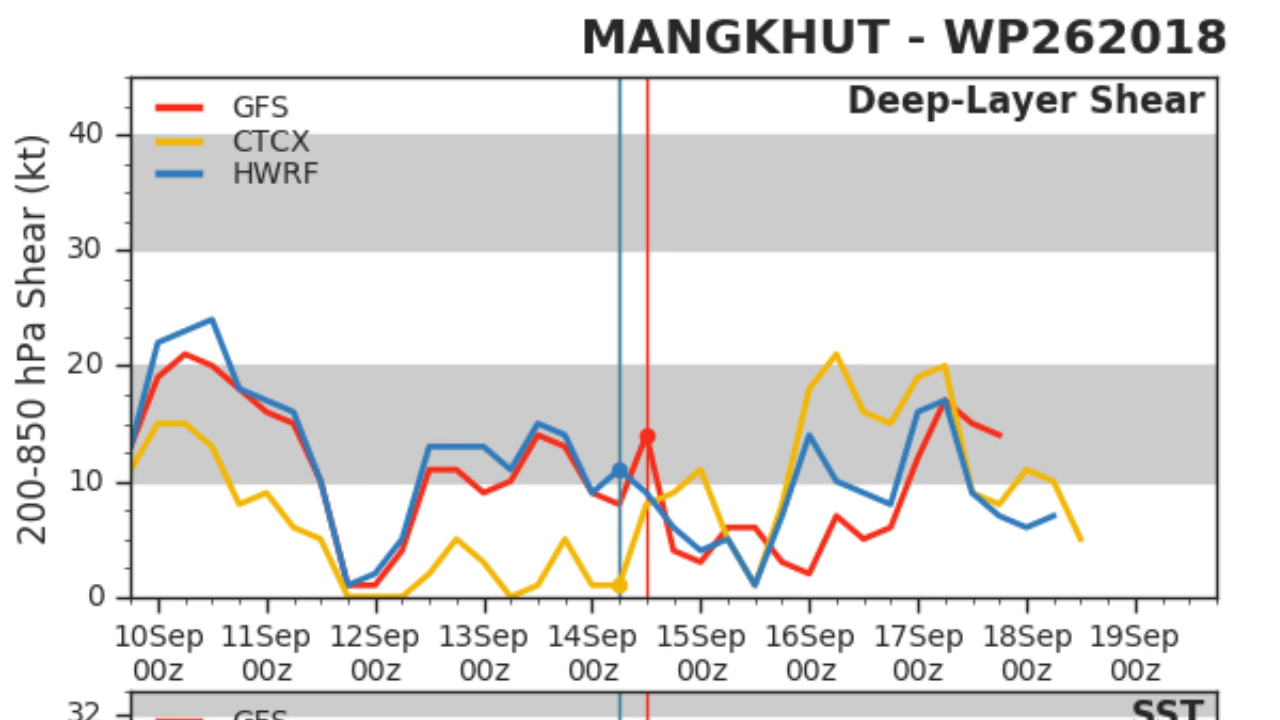 MANGKHUT - WP262018
Deep-Layer Shear
GFS
CTCX
HWRF
200-850 hPa Shear (kt)
40
30
20
10
0
10Sep 11Sep 12Sep 13Sep 14Sep 15Sep 16Sep 17Sep 18Sep 19Sep
00z 00z 00z 00z 00z 00z 00z 00z 00z 00z
32
GFS
SST